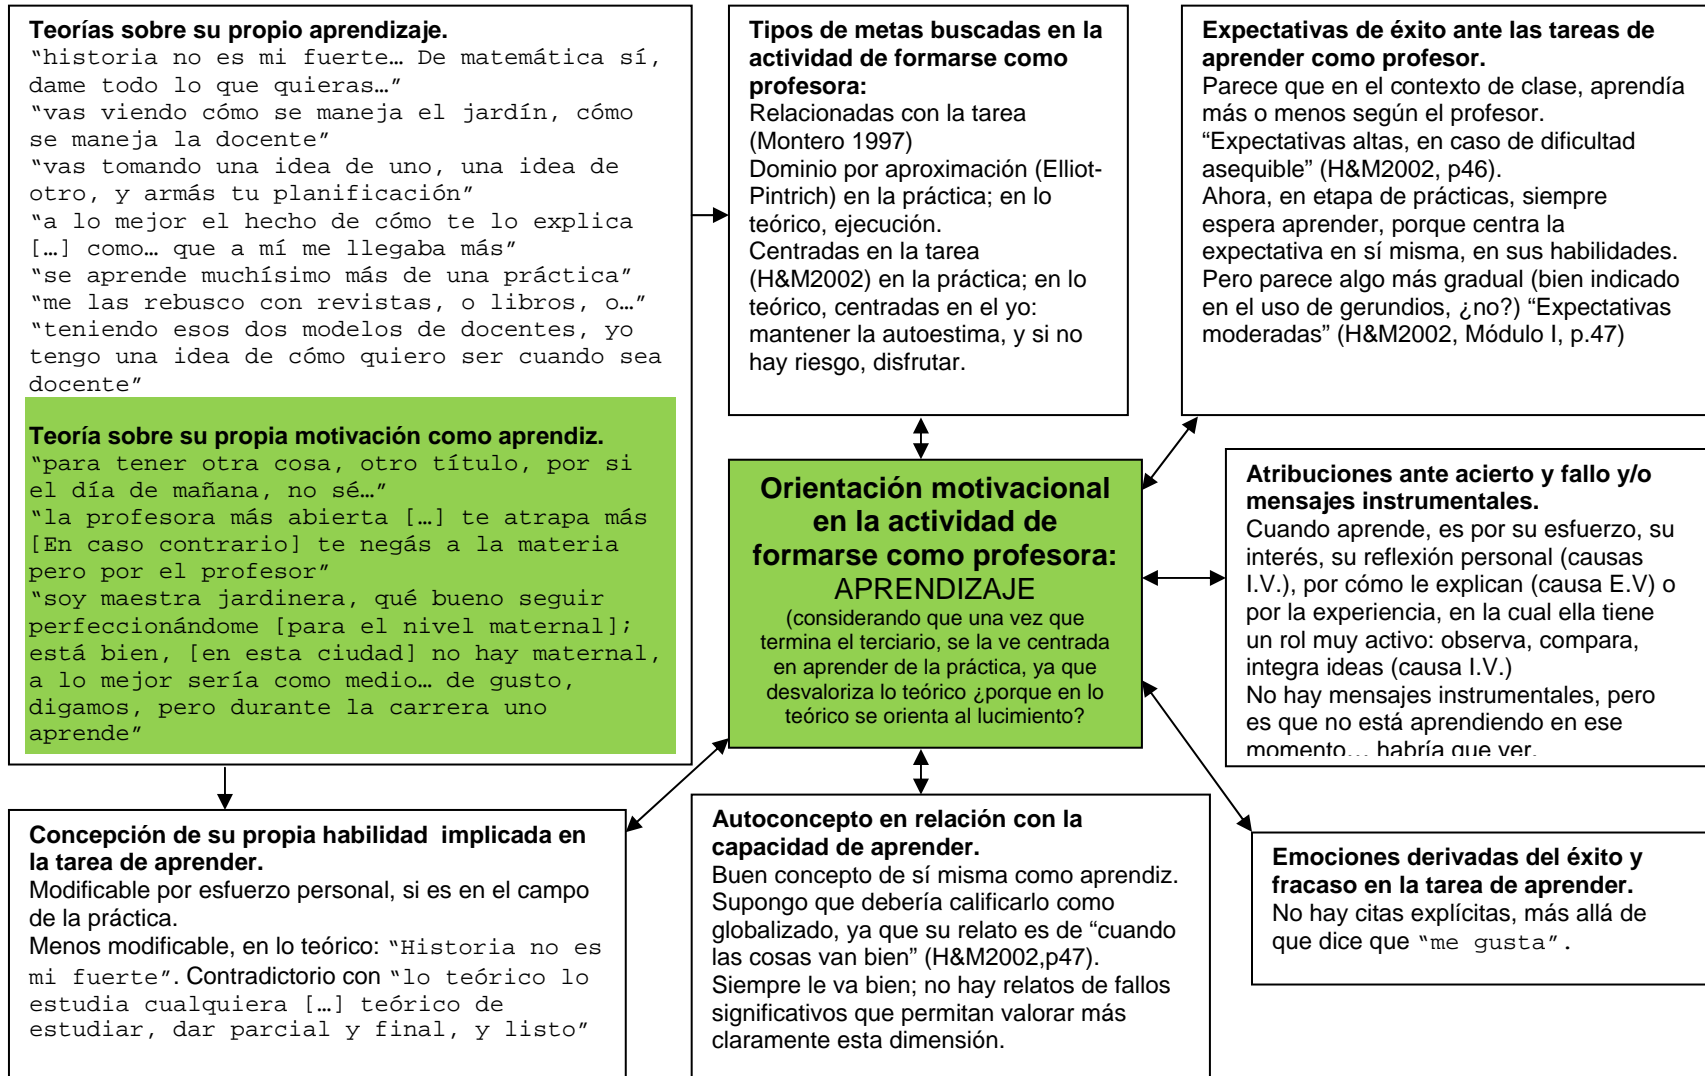 Teorías sobre su propio aprendizaje.
“historia no es mi fuerte… De matemática sí,
dame todo lo que quieras…”
“vas viendo cómo se maneja el jardín, cómo
se maneja la docente”
“vas tomando una idea de uno, una idea de
otro, y armás tu planificación”
“a lo mejor el hecho de cómo te lo explica
[…] como… que a mí me llegaba más”
“se aprende muchísimo más de una práctica”
“me las rebusco con revistas, o libros, o…”
“teniendo esos dos modelos de docentes, yo
tengo una idea de cómo quiero ser cuando sea
docente”
Teoría sobre su propia motivación como aprendiz.
“para tener otra cosa, otro título, por si
el día de mañana, no sé…”
“la profesora más abierta […] te atrapa más
[En caso contrario] te negás a la materia
pero por el profesor”
“soy maestra jardinera, qué bueno seguir
perfeccionándome [para el nivel maternal];
está bien, [en esta ciudad] no hay maternal,
a lo mejor sería como medio… de gusto,
digamos, pero durante la carrera uno
aprende”
Tipos de metas buscadas en la
actividad de formarse como
profesora:
Relacionadas con la tarea
(Montero 1997)
Dominio por aproximación (Elliot-
Pintrich) en la práctica; en lo
teórico, ejecución.
Centradas en la tarea
(H&M2002) en la práctica; en lo
teórico, centradas en el yo:
mantener la autoestima, y si no
hay riesgo, disfrutar.
Expectativas de éxito ante las tareas de
aprender como profesor.
Parece que en el contexto de clase, aprendía
más o menos según el profesor.
“Expectativas altas, en caso de dificultad
asequible” (H&M2002, p46).
Ahora, en etapa de prácticas, siempre
espera aprender, porque centra la
expectativa en sí misma, en sus habilidades.
Pero parece algo más gradual (bien indicado
en el uso de gerundios, ¿no?) “Expectativas
moderadas” (H&M2002, Módulo I, p.47)
Orientación motivacional
en la actividad de
formarse como profesora:
APRENDIZAJE
(considerando que una vez que
termina el terciario, se la ve centrada
en aprender de la práctica, ya que
desvaloriza lo teórico ¿porque en lo
teórico se orienta al lucimiento?
Atribuciones ante acierto y fallo y/o
mensajes instrumentales.
Cuando aprende, es por su esfuerzo, su
interés, su reflexión personal (causas
I.V.), por cómo le explican (causa E.V) o
por la experiencia, en la cual ella tiene
un rol muy activo: observa, compara,
integra ideas (causa I.V.)
No hay mensajes instrumentales, pero
es que no está aprendiendo en ese
momento… habría que ver.
Concepción de su propia habilidad implicada en
la tarea de aprender.
Modificable por esfuerzo personal, si es en el campo
de la práctica.
Menos modificable, en lo teórico: “Historia no es
mi fuerte”. Contradictorio con “lo teórico lo
estudia cualquiera […] teórico de
estudiar, dar parcial y final, y listo”
Autoconcepto en relación con la
capacidad de aprender.
Buen concepto de sí misma como aprendiz.
Supongo que debería calificarlo como
globalizado, ya que su relato es de “cuando
las cosas van bien” (H&M2002,p47).
Siempre le va bien; no hay relatos de fallos
significativos que permitan valorar más
claramente esta dimensión.
Emociones derivadas del éxito y
fracaso en la tarea de aprender.
No hay citas explícitas, más allá de
que dice que “me gusta”.